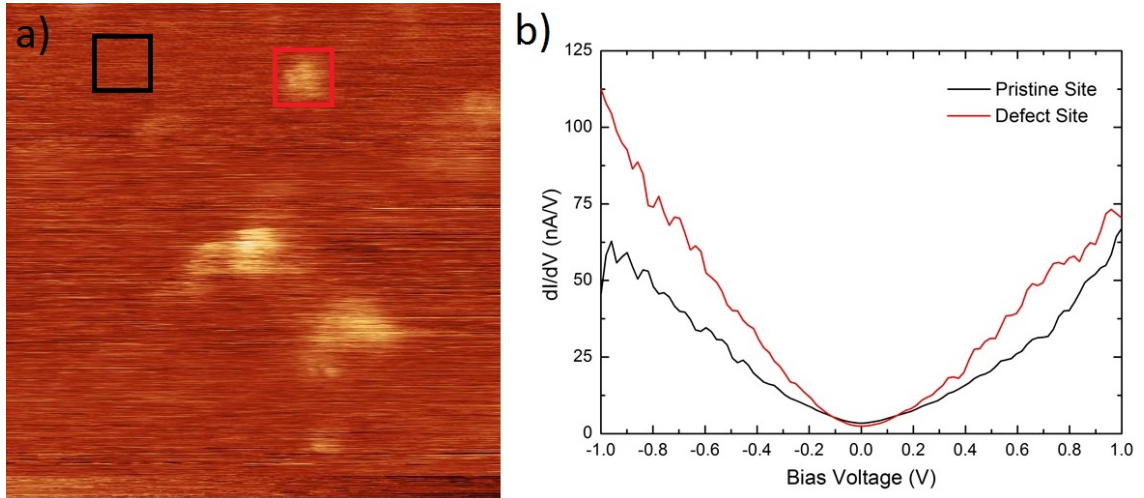 a)
b)
Pristine Site
Defect Site
125
100
75
50
25
0
dI/dV (nA/V)
-1.0 -0.8 -0.6 -0.4 -0.2 0.0 0.2 0.4 0.6 0.8 1.0
Bias Voltage (V)